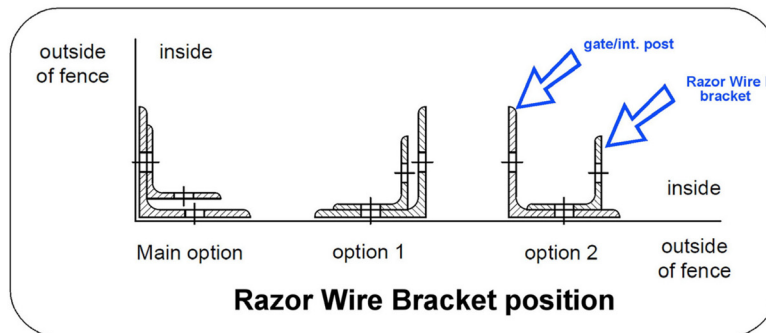 outside
of fence
inside
gate/int. post
Razor Wire
bracket
inside
Main option
option 1
option 2
outside
of fence
Razor Wire Bracket position